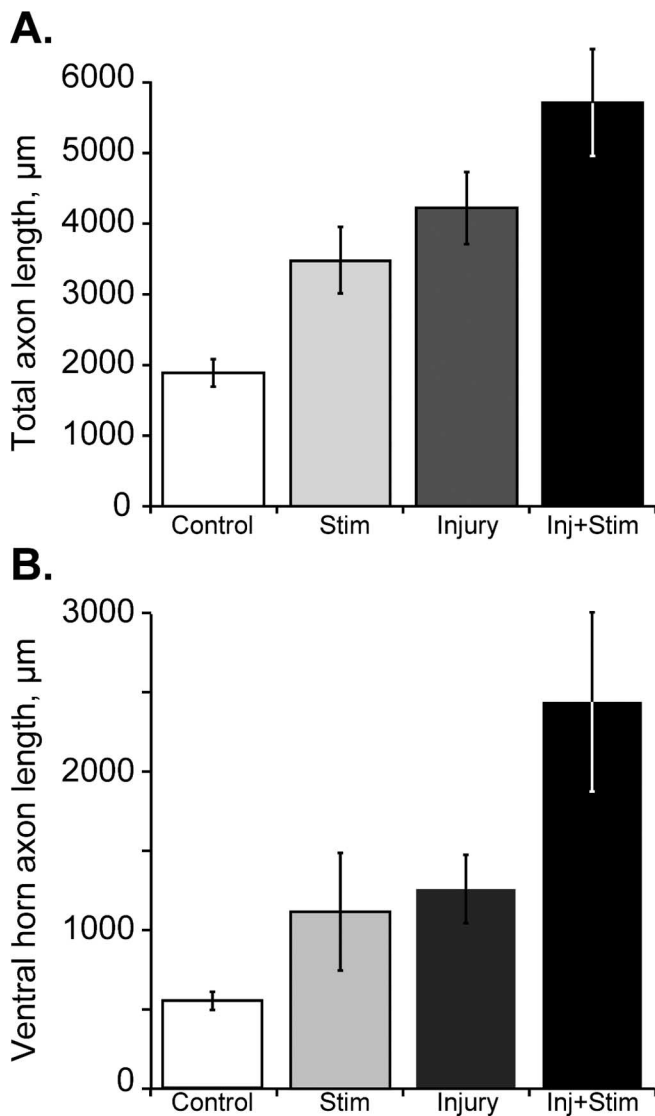 A.
Total axon length, µm
6000
5000
4000
3000
2000
1000
0
Control Stim Injury Inj+Stim
B.
Ventral horn axon length, µm
3000
2000
1000
0
Control Stim Injury Inj+Stim